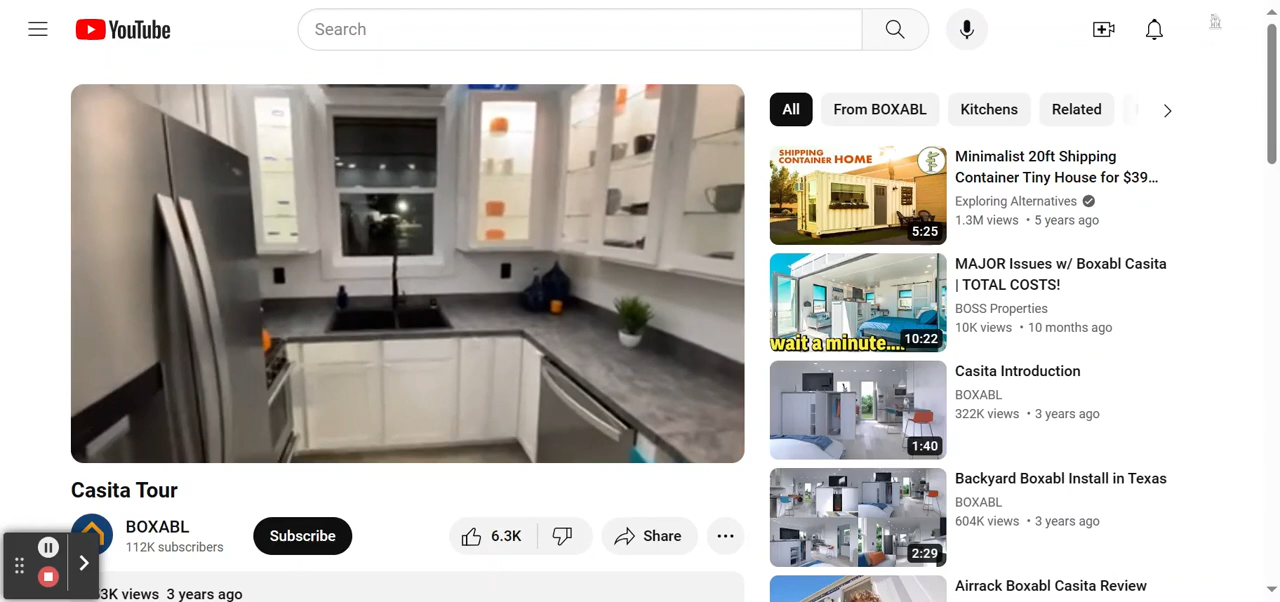 YouTube
Search
All
From BOXABL
Kitchens
Related
SHIPPING
CONTAINER HOME
5:25
Minimalist 20ft Shipping
Container Tiny House for $39...
Exploring Alternatives
1.3M views • 5 years ago
wait a minute....
10:22
MAJOR Issues w/ Boxabl Casita
| TOTAL COSTS!
BOSS Properties
10K views • 10 months ago
1:40
Casita Introduction
BOXABL
322K views • 3 years ago
2:29
Backyard Boxabl Install in Texas
BOXABL
604K views • 3 years ago
Airrack Boxabl Casita Review
Casita Tour
BOXABL
112K subscribers
Subscribe
6.3K
Share
3K views 3 years ago